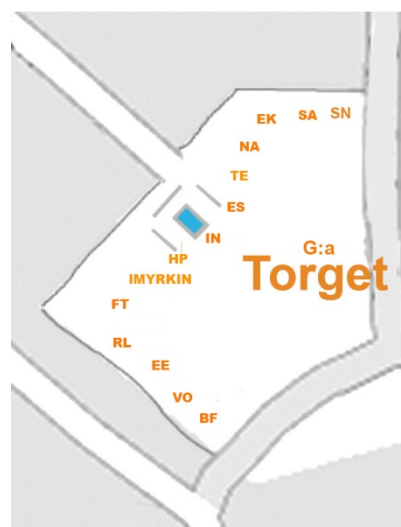 EK SA SN
NA
TE
ES
IN
G:a
Torget
HP
IMYRKIN
FT
RL
EE
VO
BF